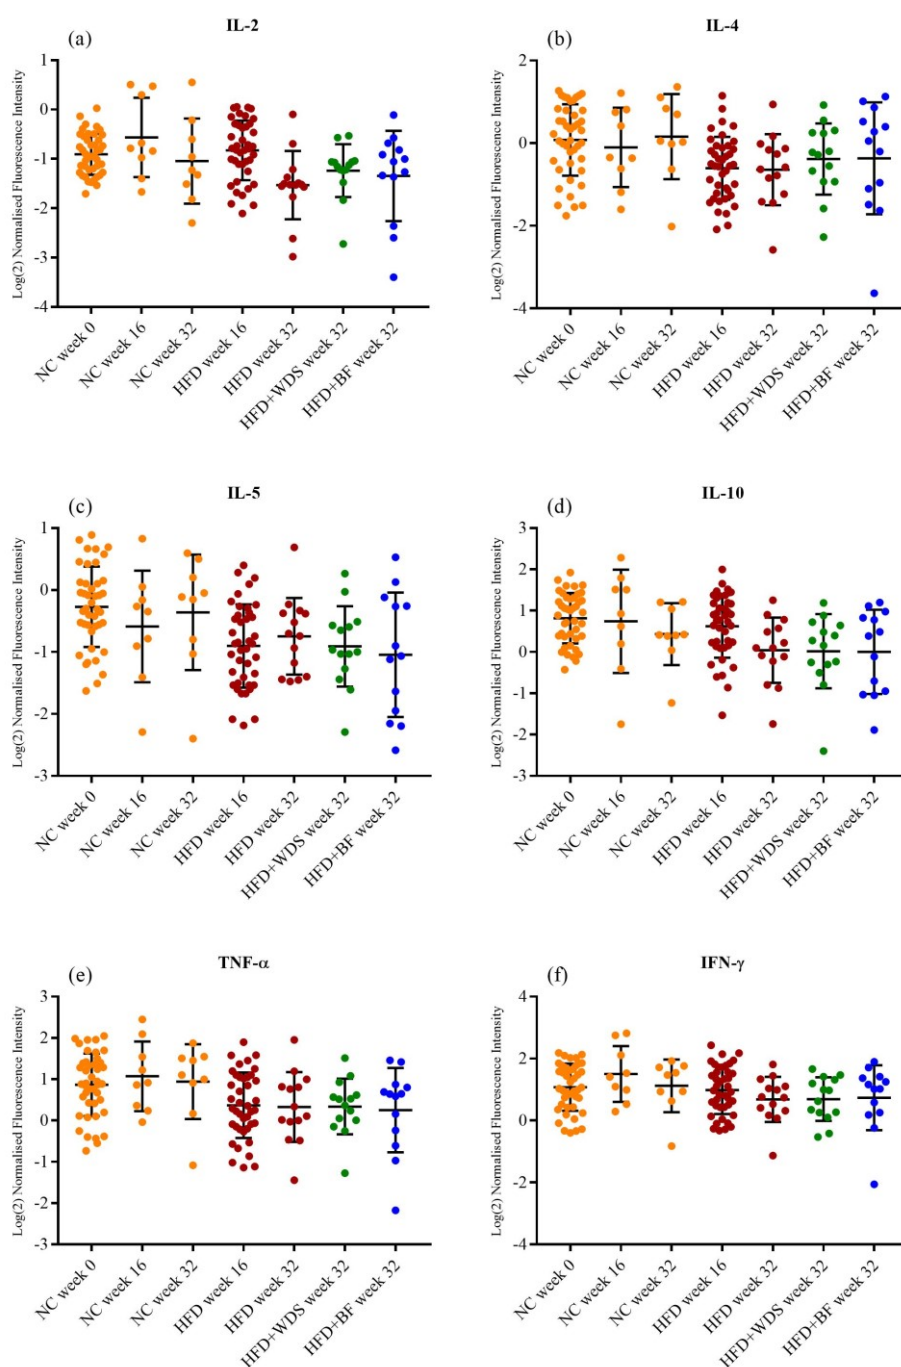 IL-2
(a)
Log(2) Normalised Fluorescence Intensity
1
0
-1
-2
-3
-4
NC week 0
NC week 16
NC week 32
HFD week 16
HFD week 32
HFD+WDS week 32
HFD+BF week 32
IL-4
(b)
Log(2) Normalised Fluorescence Intensity
2
0
-2
-4
NC week 0
NC week 16
NC week 32
HFD week 16
HFD week 32
HFD+WDS week 32
HFD+BF week 32
IL-5
(c)
Log(2) Normalised Fluorescence Intensity
1
0
-1
-2
-3
NC week 0
NC week 16
NC week 32
HFD week 16
HFD week 32
HFD+WDS week 32
HFD+BF week 32
IL-10
(d)
Log(2) Normalised Fluorescence Intensity
3
2
1
0
-1
-2
-3
NC week 0
NC week 16
NC week 32
HFD week 16
HFD week 32
HFD+WDS week 32
HFD+BF week 32
TNF-α
(e)
Log(2) Normalised Fluorescence Intensity
3
2
1
0
-1
-2
-3
NC week 0
NC week 16
NC week 32
HFD week 16
HFD week 32
HFD+WDS week 32
HFD+BF week 32
IFN-γ
(f)
Log(2) Normalised Fluorescence Intensity
4
2
0
-2
-4
NC week 0
NC week 16
NC week 32
HFD week 16
HFD week 32
HFD+WDS week 32
HFD+BF week 32